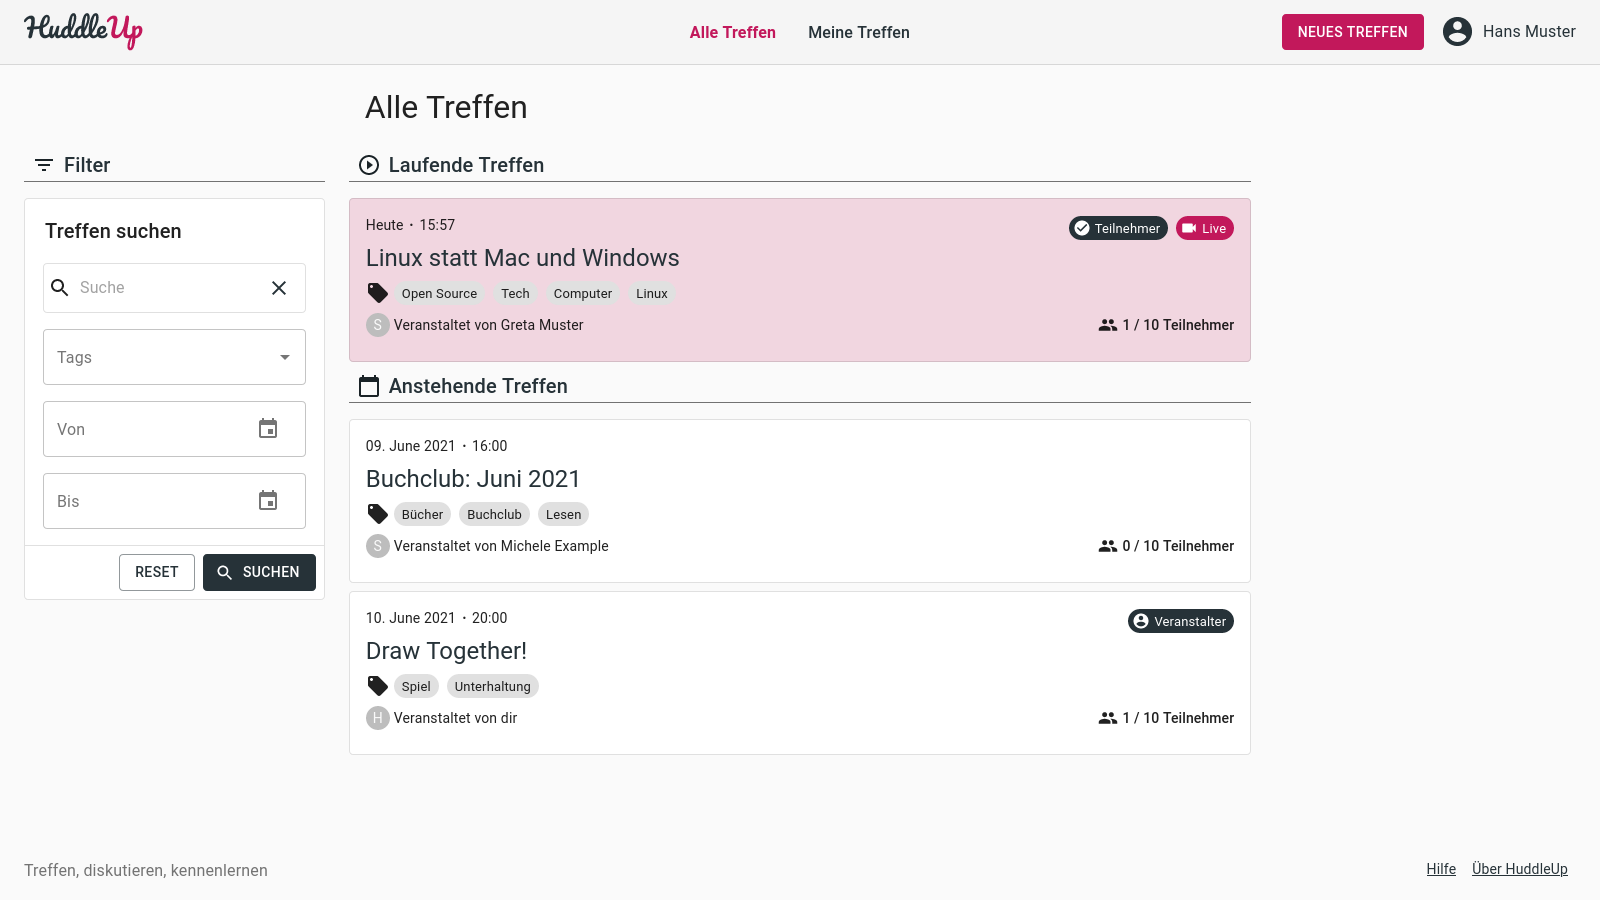 HuddleUp
Alle Treffen
Meine Treffen
NEUES TREFFEN
Hans Muster
Alle Treffen
Filter
Treffen suchen
Suche
Tags
Von
Bis
RESET
SUCHEN
Laufende Treffen
Heute • 15:57
Teilnehmer
Live
Linux statt Mac und Windows
Open Source Tech Computer Linux
S Veranstaltet von Greta Muster
1 / 10 Teilnehmer
Anstehende Treffen
09. June 2021 • 16:00
Buchclub: Juni 2021
Bücher Buchclub Lesen
S Veranstaltet von Michele Example
0 / 10 Teilnehmer
10. June 2021 • 20:00
Veranstalter
Draw Together!
Spiel Unterhaltung
H Veranstaltet von dir
1 / 10 Teilnehmer
Treffen, diskutieren, kennenlernen
Hilfe
Über HuddleUp